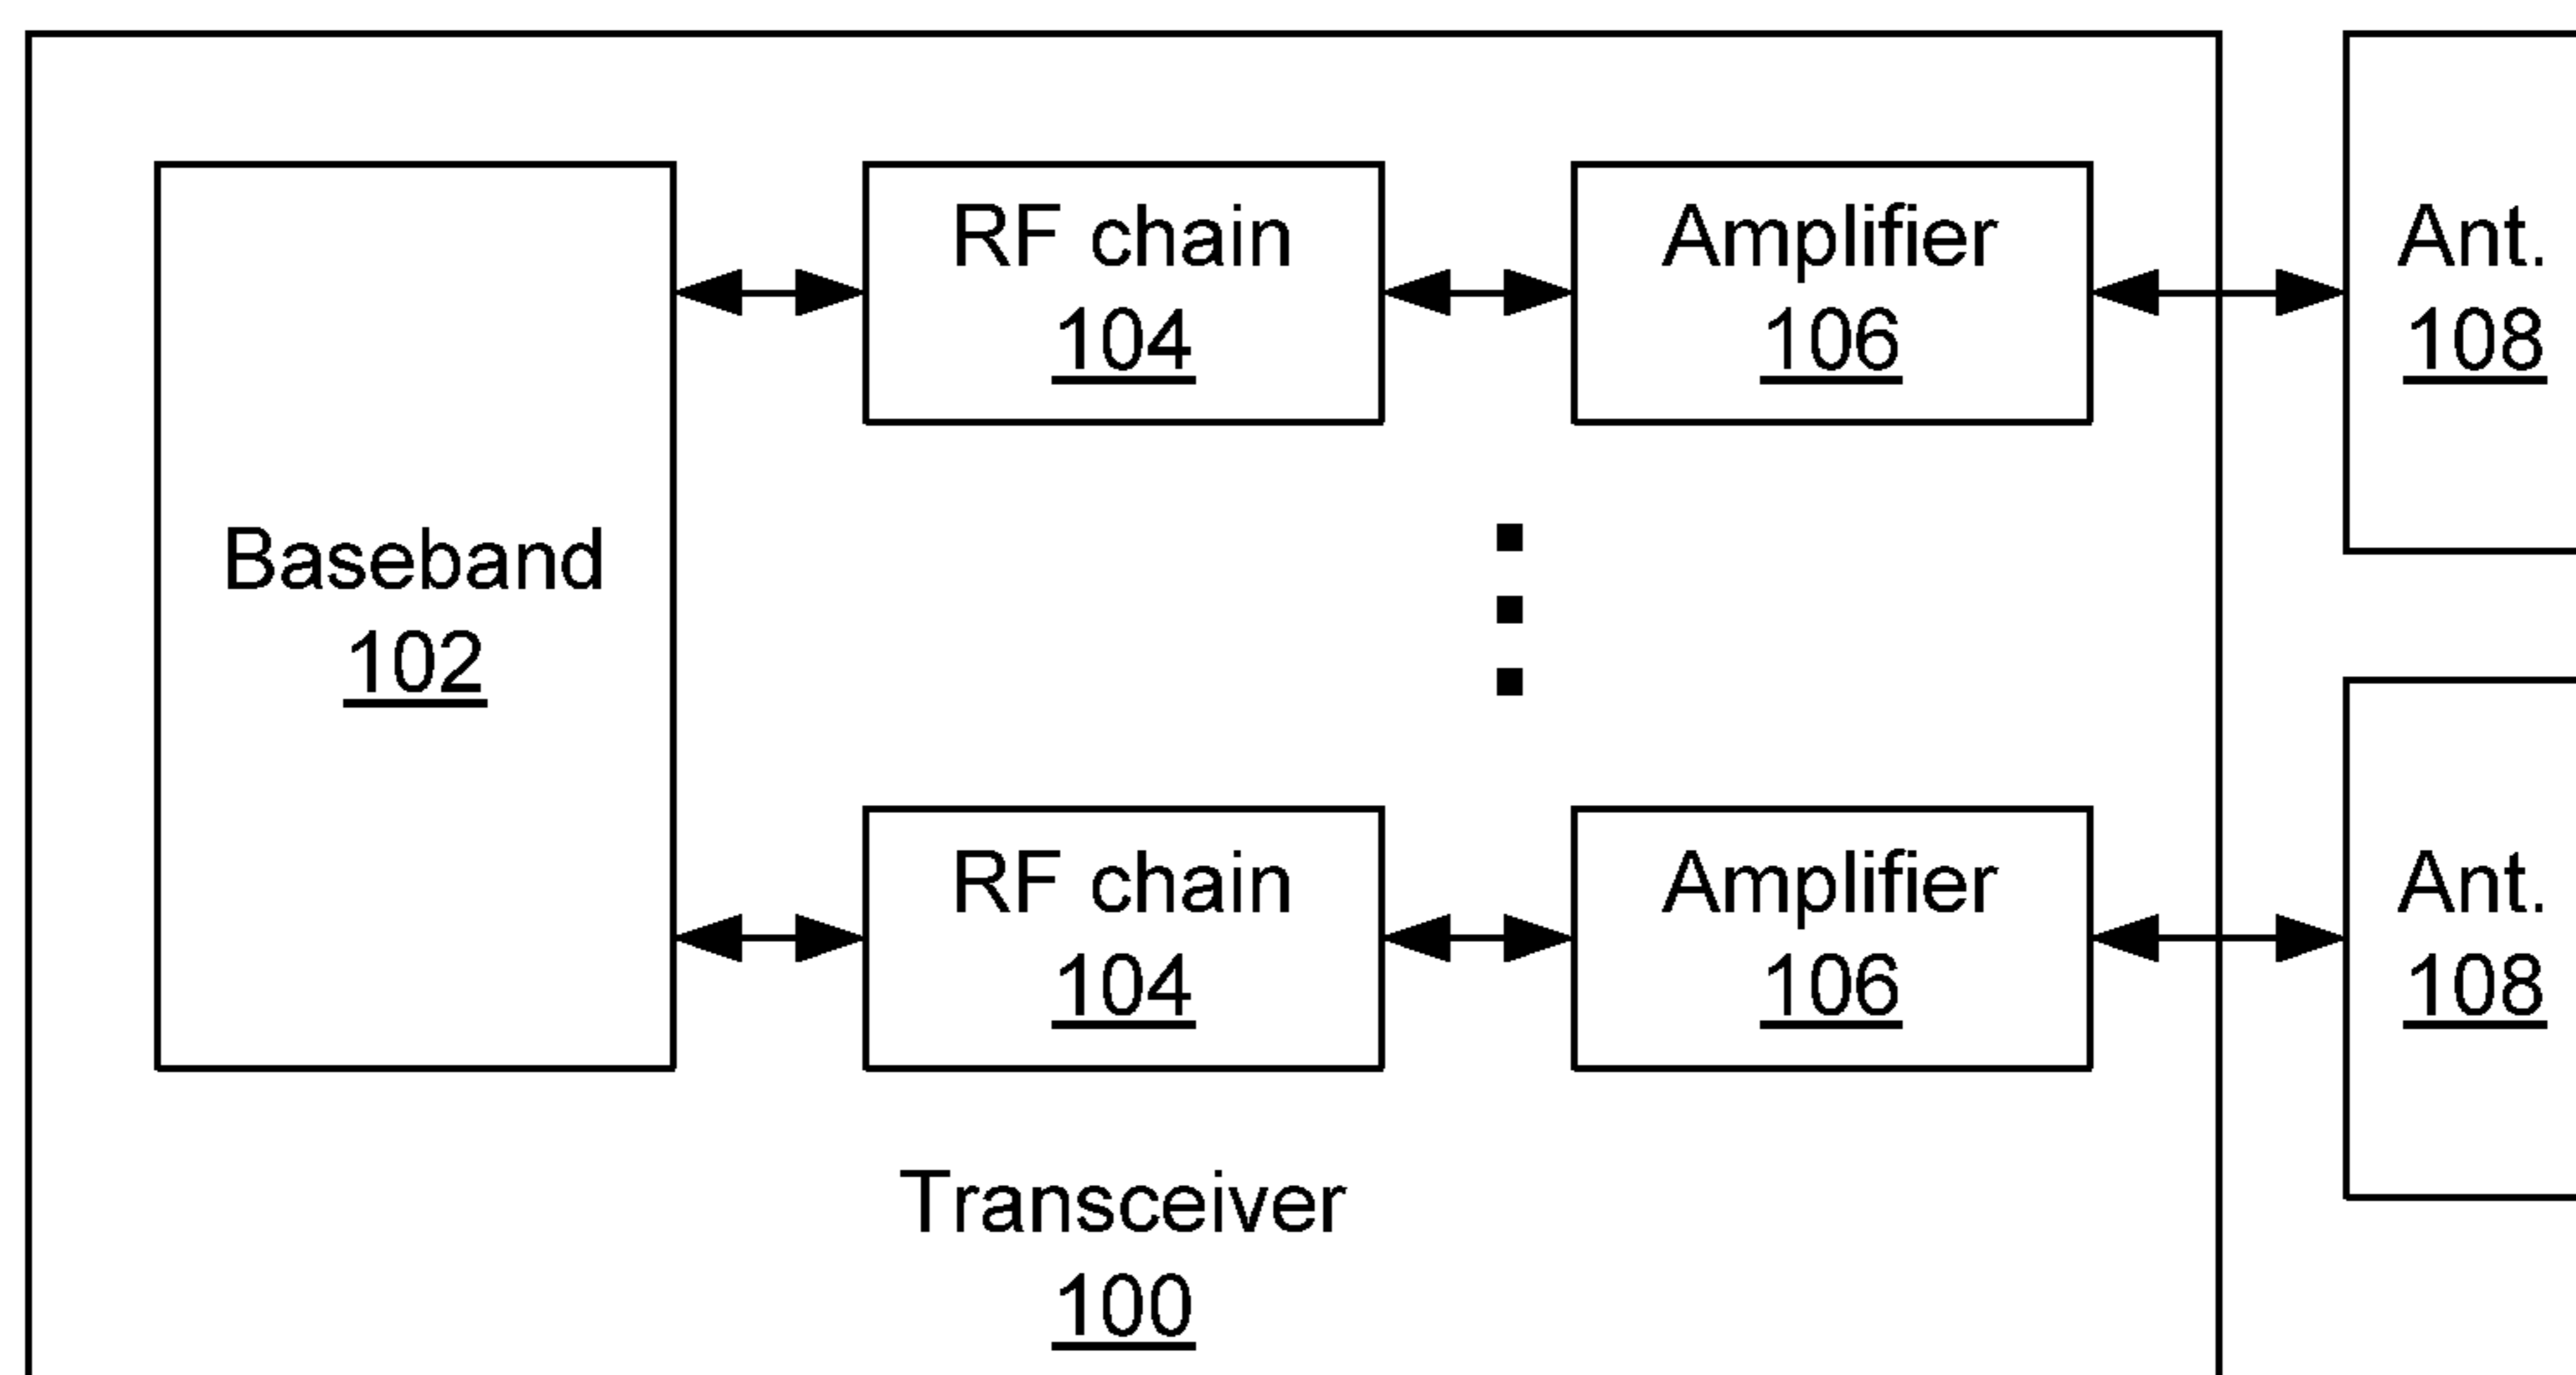 RF chain
104
Amplifier
106
Ant.
108
Baseband
102
RF chain
104
Amplifier
106
Ant.
108
Transceiver
100